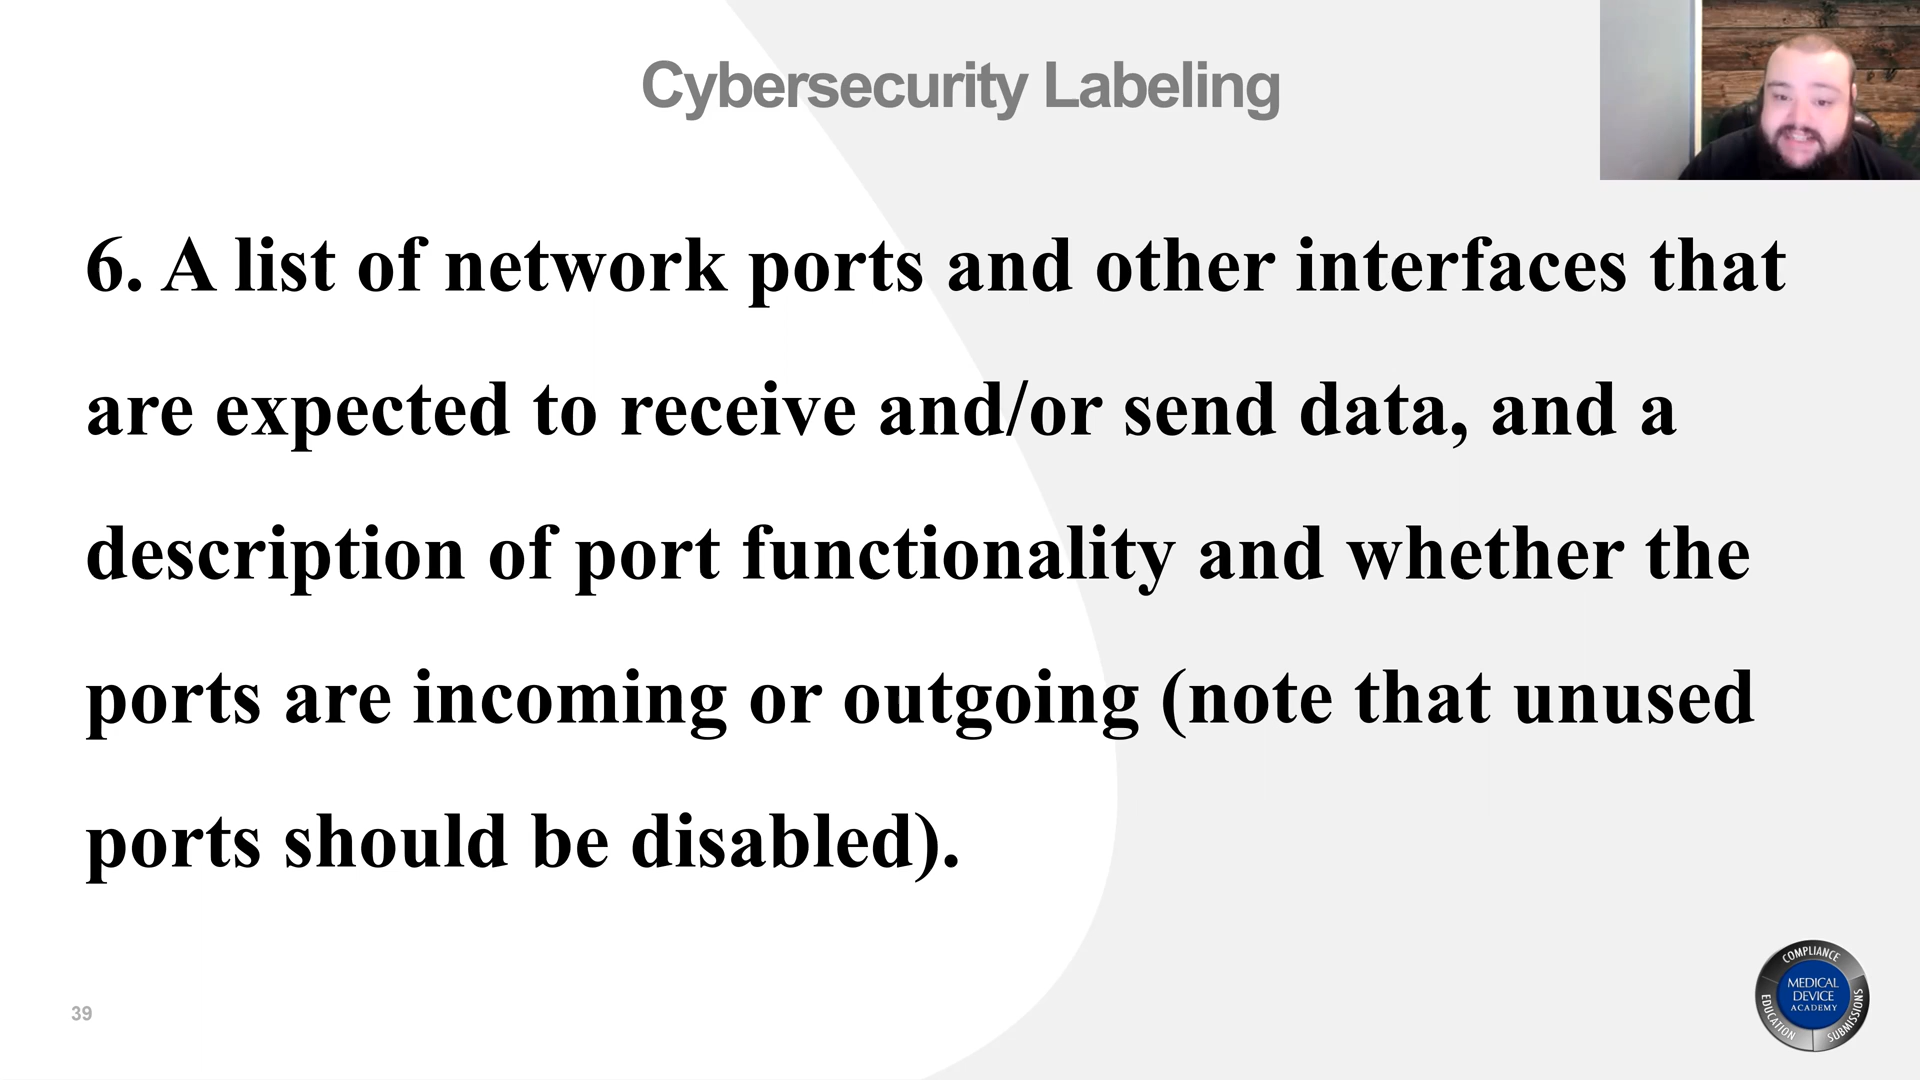 Cybersecurity Labeling
6. A list of network ports and other interfaces that
are expected to receive and/or send data, and a
description of port functionality and whether the
ports are incoming or outgoing (note that unused
ports should be disabled).
39
COMPLIANCE
MEDICAL
DEVICE
ACADEMY
EDUCATION
SUBMISSIONS